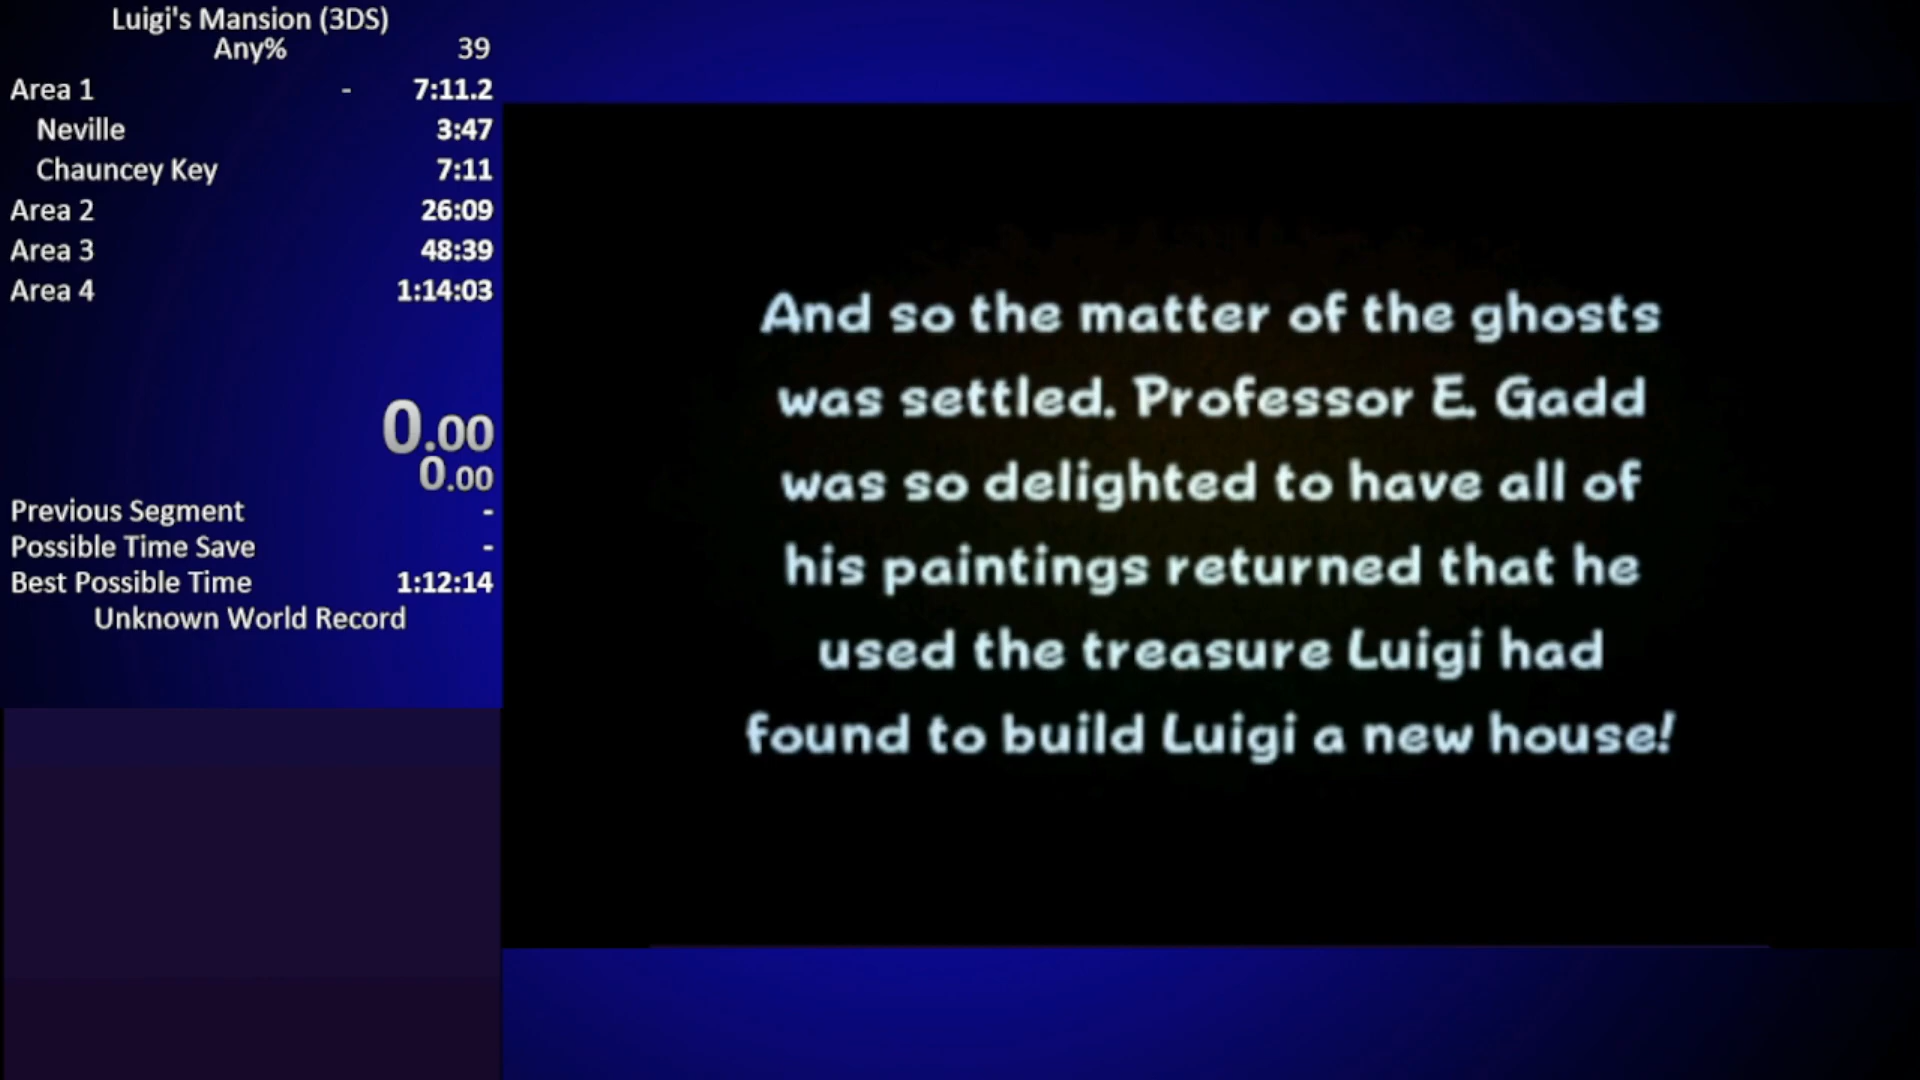 Luigi's Mansion (3DS)
Any% 39
Area 1 - 7:11.2
Neville 3:47
Chauncey Key 7:11
Area 2 26:09
Area 3 48:39
Area 4 1:14:03
0.00
0.00
Previous Segment -
Possible Time Save -
Best Possible Time 1:12:14
Unknown World Record
And so the matter of the ghosts
was settled. Professor E. Gadd
was so delighted to have all of
his paintings returned that he
used the treasure Luigi had
found to build Luigi a new house!